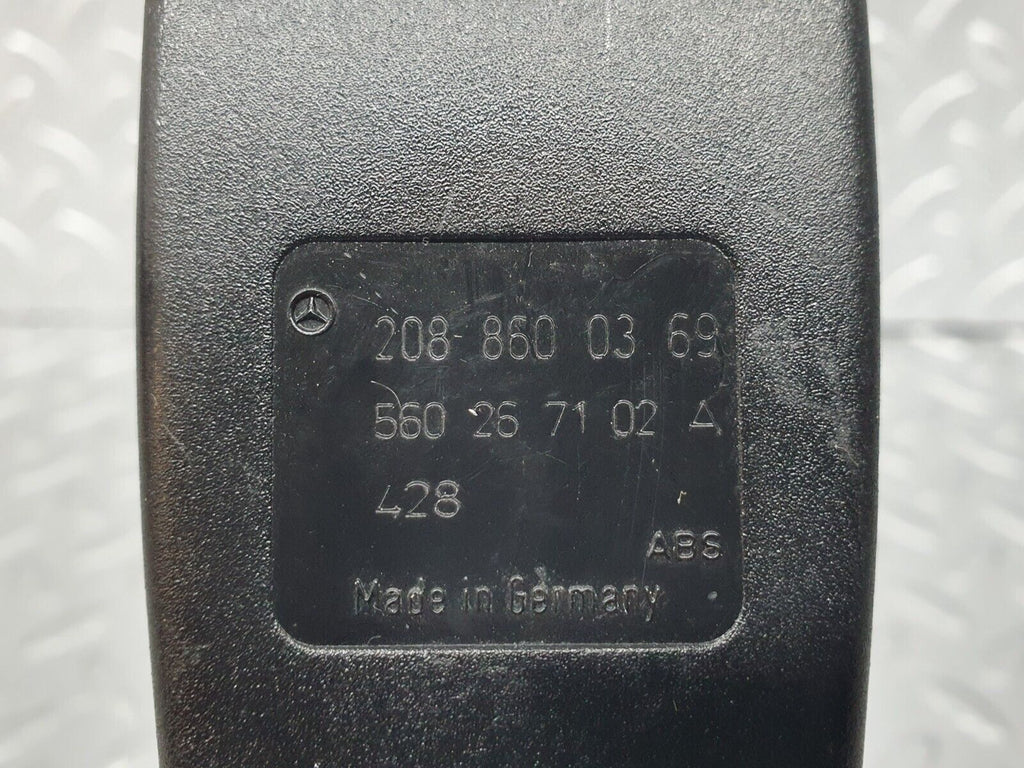 208 860 03 69
560 26 71 02 A
428
ABS
Made in Germany